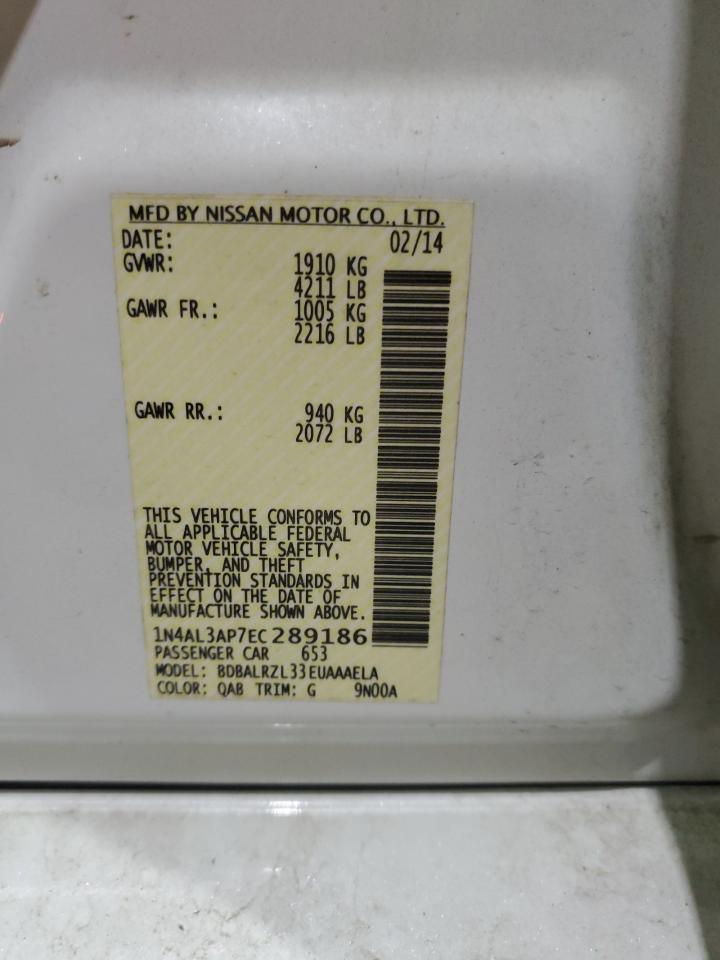 MFD BY NISSAN MOTOR CO., LTD.
DATE: 02/14
GVWR: 1910 KG
4211 LB
GAWR FR.: 1005 KG
2216 LB
GAWR RR.: 940 KG
2072 LB
THIS VEHICLE CONFORMS TO
ALL APPLICABLE FEDERAL
MOTOR VEHICLE SAFETY,
BUMPER, AND THEFT
PREVENTION STANDARDS IN
EFFECT ON THE DATE OF
MANUFACTURE SHOWN ABOVE.
1N4AL3AP7EC289186
PASSENGER CAR 653
MODEL: BDBALRZL33EUAAAELA
COLOR: QAB TRIM: G 9N00A